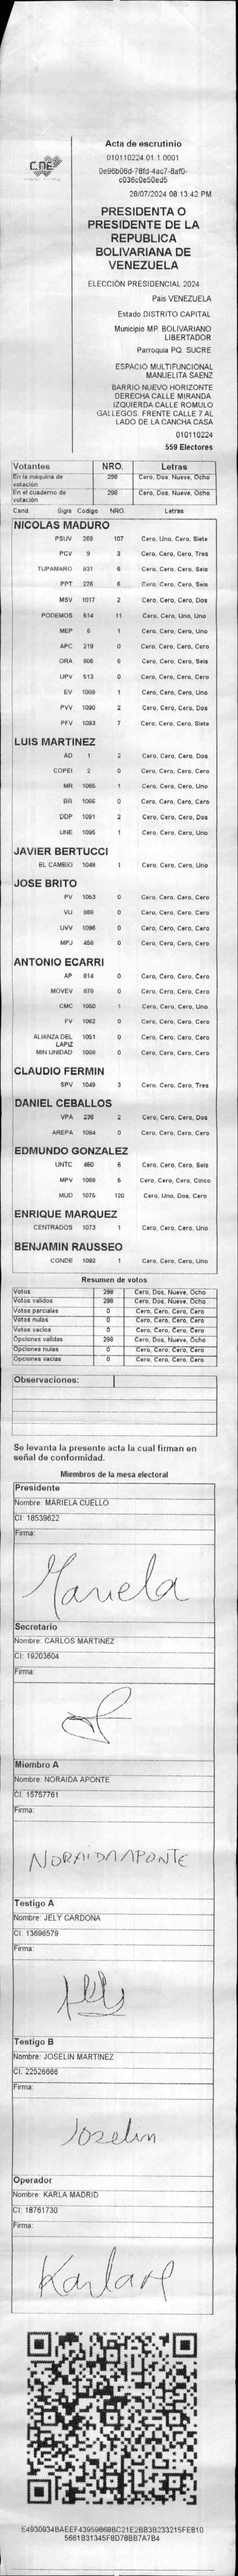 CNE
Acta de escrutinio
010110224.01.1.0001
0e96b06d-78fd-4ac7-8af0-
c036c0e50ed5
28/07/2024 08:13:42 PM
PRESIDENTA O
PRESIDENTE DE LA
REPUBLICA
BOLIVARIANA DE
VENEZUELA
ELECCIÓN PRESIDENCIAL 2024
Pais VENEZUELA
Estado DISTRITO CAPITAL
Municipio MP. BOLIVARIANO
LIBERTADOR
Parroquia PQ. SUCRE
ESPACIO MULTIFUNCIONAL
MANUELITA SAENZ
BARRIO NUEVO HORIZONTE
DERECHA CALLE MIRANDA.
IZQUIERDA CALLE ROMULO
GALLEGOS. FRENTE CALLE 7 AL
LADO DE LA CANCHA CASA
010110224
559 Electores
Votantes NRO. Letras
En la máquina de votación 298 Cero, Dos, Nueve, Ocho
En el cuaderno de votación 298 Cero, Dos, Nueve, Ocho
Cand. Sigla Codigo NRO. Letras
NICOLAS MADURO
PSUV 269 107 Cero, Uno, Cero, Siete
PCV 9 3 Cero, Cero, Cero, Tres
TUPAMARO 931 6 Cero, Cero, Cero, Seis
PPT 276 6 Cero, Cero, Cero, Seis
MSV 1017 2 Cero, Cero, Cero, Dos
PODEMOS 514 11 Cero, Cero, Uno, Uno
MEP 6 1 Cero, Cero, Cero, Uno
APC 219 0 Cero, Cero, Cero, Cero
ORA 906 6 Cero, Cero, Cero, Seis
UPV 513 0 Cero, Cero, Cero, Cero
EV 1089 1 Cero, Cero, Cero, Uno
PVV 1090 2 Cero, Cero, Cero, Dos
PFV 1093 7 Cero, Cero, Cero, Siete
LUIS MARTINEZ
AD 1 2 Cero, Cero, Cero, Dos
COPEI 2 0 Cero, Cero, Cero, Cero
MR 1065 1 Cero, Cero, Cero, Uno
BR 1066 0 Cero, Cero, Cero, Cero
DDP 1091 2 Cero, Cero, Cero, Dos
UNE 1095 1 Cero, Cero, Cero, Uno
JAVIER BERTUCCI
EL CAMBIO 1048 1 Cero, Cero, Cero, Uno
JOSE BRITO
PV 1053 0 Cero, Cero, Cero, Cero
VU 0 Cero, Cero, Cero, Cero
UVV 1096 0 Cero, Cero, Cero, Cero
MPJ 456 0 Cero, Cero, Cero, Cero
ANTONIO ECARRI
AP 814 0 Cero, Cero, Cero, Cero
MOVEV 878 0 Cero, Cero, Cero, Cero
CMC 1050 1 Cero, Cero, Cero, Uno
FV 1062 0 Cero, Cero, Cero, Cero
ALIANZA DEL LAPIZ 1051 0 Cero, Cero, Cero, Cero
MIN UNIDAD 1069 0 Cero, Cero, Cero, Cero
CLAUDIO FERMIN
SPV 1049 3 Cero, Cero, Cero, Tres
DANIEL CEBALLOS
VPA 236 2 Cero, Cero, Cero, Dos
AREPA 1094 0 Cero, Cero, Cero, Cero
EDMUNDO GONZALEZ
UNTC 460 6 Cero, Cero, Cero, Seis
MPV 1069 5 Cero, Cero, Cero, Cinco
MUD 1075 120 Cero, Uno, Dos, Cero
ENRIQUE MARQUEZ
CENTRADOS 1073 1 Cero, Cero, Cero, Uno
BENJAMIN RAUSSEO
CONDE 1092 1 Cero, Cero, Cero, Uno
Resumen de votos
Votos 298 Cero, Dos, Nueve, Ocho
Votos validos 298 Cero, Dos, Nueve, Ocho
Votos parciales 0 Cero, Cero, Cero, Cero
Votos nulos 0 Cero, Cero, Cero, Cero
Votos vacíos 0 Cero, Cero, Cero, Cero
Opciones validas 298 Cero, Dos, Nueve, Ocho
Opciones nulas 0 Cero, Cero, Cero, Cero
Opciones vacias 0 Cero, Cero, Cero, Cero
Observaciones:
Se levanta la presente acta la cual firman en
señal de conformidad.
Miembros de la mesa electoral
Presidente
Nombre: MARIELA CUELLO
CI: 18539622
Firma:
Mariela
Secretario
Nombre: CARLOS MARTINEZ
CI: 19203604
Firma:
Miembro A
Nombre: NORAIDA APONTE
CI: 15757761
Firma:
NORAIDA APONTE
Testigo A
Nombre: JELY CARDONA
CI: 13696579
Firma:
Testigo B
Nombre: JOSELIN MARTINEZ
CI: 22526666
Firma:
Joselin
Operador
Nombre: KARLA MADRID
CI: 18761730
Firma:
Karla M
E4930934BAEEF43959868BC21E2BB3B233215FE810
5661B31345F8D78BB7A7B4